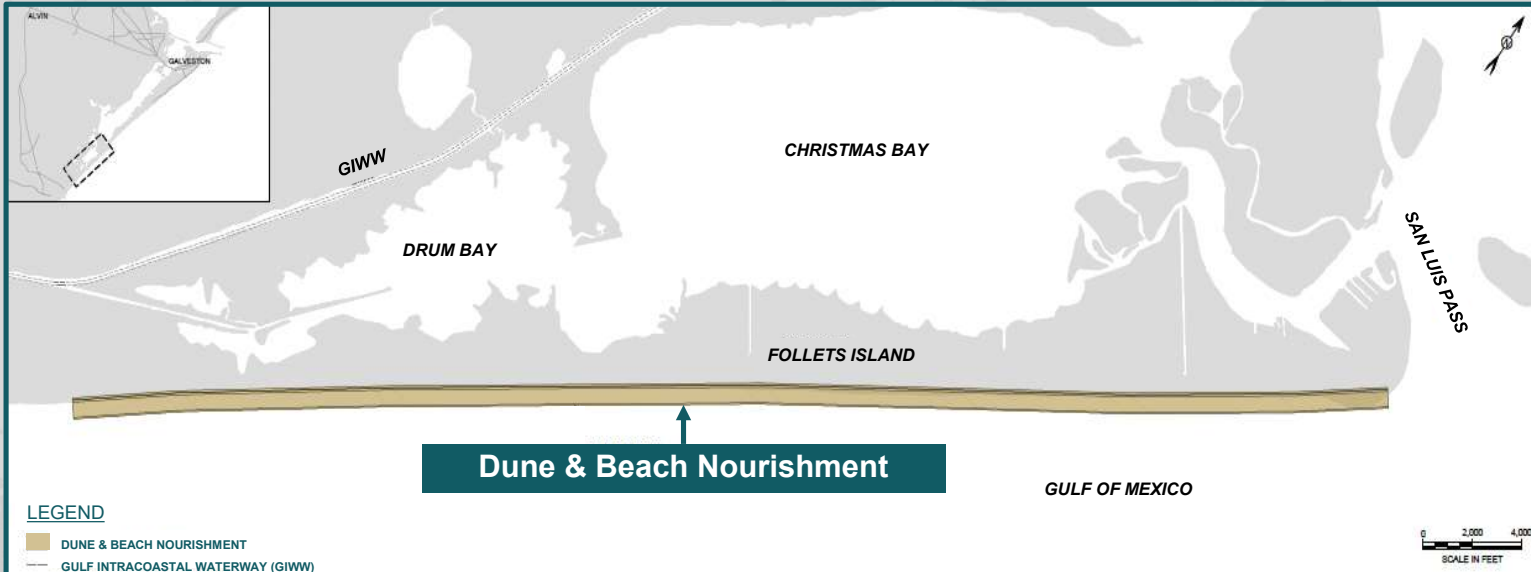 ALVIN
GALVESTON
N
GIWW
CHRISTMAS BAY
DRUM BAY
SAN LUIS PASS
FOLLETS ISLAND
Dune & Beach Nourishment
GULF OF MEXICO
LEGEND
DUNE & BEACH NOURISHMENT
GULF INTRACOASTAL WATERWAY (GIWW)
0 2,000 4,000
SCALE IN FEET